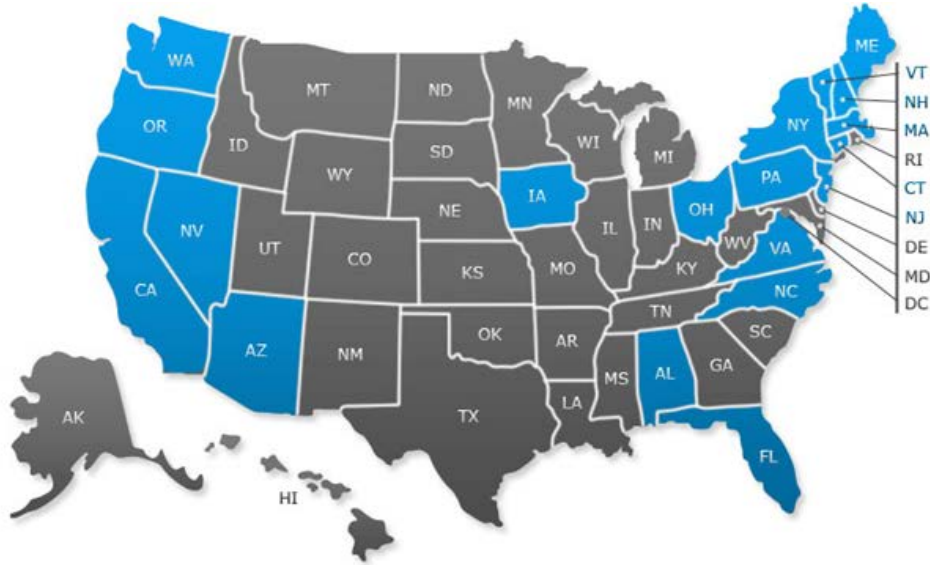 WA
ME
MT
ND
VT
MN
NH
OR
NY
MA
ID
WI
SD
RI
MI
WY
PA
CT
IA
OH
NJ
NE
NV
IL
IN
DE
UT
WV
VA
CO
MO
KS
KY
MD
CA
NC
DC
TN
OK
AR
SC
AZ
NM
GA
MS
AL
LA
TX
AK
FL
HI